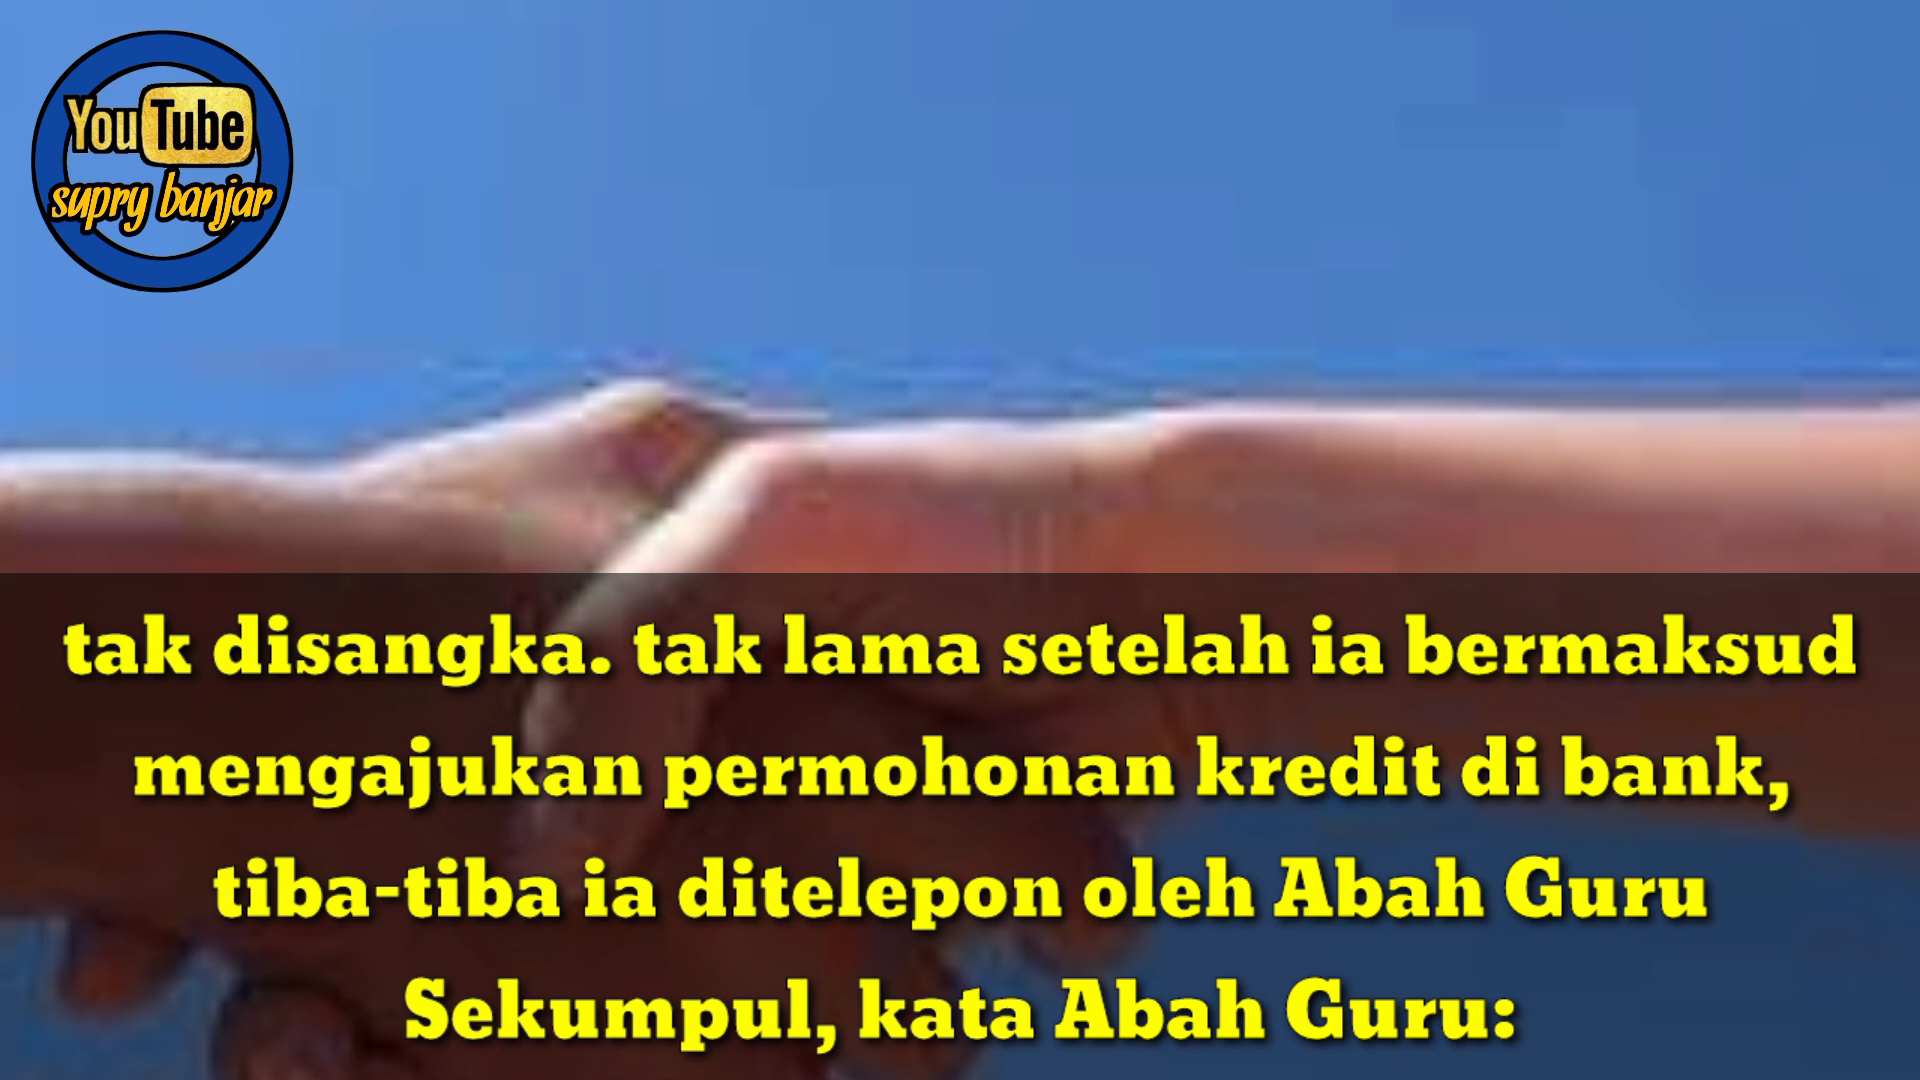 YouTube
supry banjar
tak disangka. tak lama setelah ia bermaksud
mengajukan permohonan kredit di bank,
tiba-tiba ia ditelepon oleh Abah Guru
Sekumpul, kata Abah Guru: